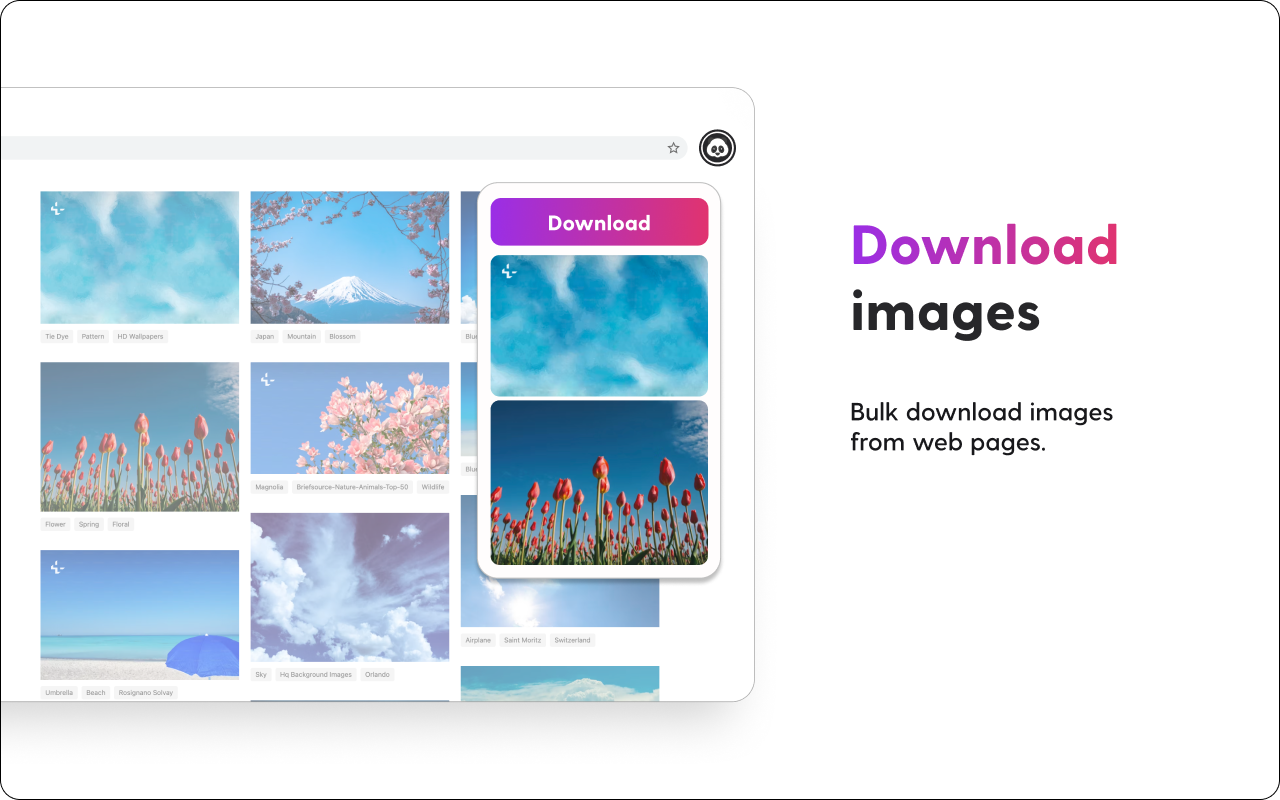 Download
Download
images
Bulk download images
from web pages.
Tie Dye
Pattern
HD Wallpapers
Japan
Mountain
Blossom
Flower
Spring
Floral
Magnolia
Briefsource-Nature-Animals-Top-50
Wildlife
Airplane
Saint Moritz
Switzerland
Sky
Hq Background Images
Orlando
Umbrella
Beach
Rosignano Solvay